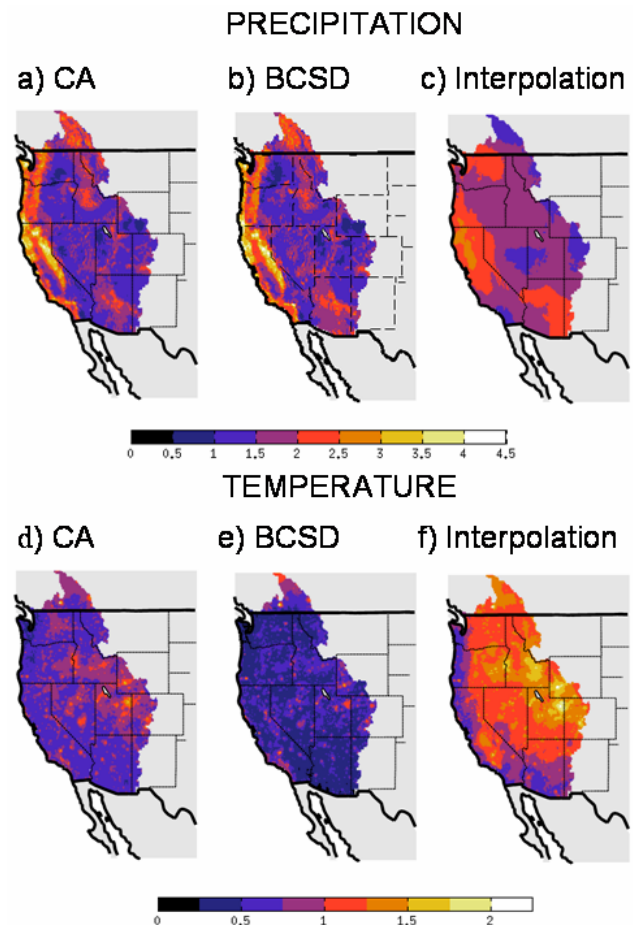 PRECIPITATION
a) CA b) BCSD c) Interpolation
0 0.5 1 1.5 2 2.5 3 3.5 4 4.5
TEMPERATURE
d) CA e) BCSD f) Interpolation
0 0.5 1 1.5 2